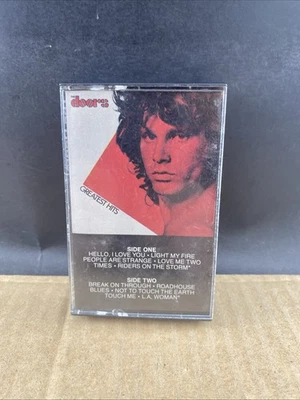 the
doors
GREATEST HITS
SIDE ONE
HELLO, I LOVE YOU • LIGHT MY FIRE
PEOPLE ARE STRANGE • LOVE ME TWO
TIMES • RIDERS ON THE STORM*
SIDE TWO
BREAK ON THROUGH • ROADHOUSE
BLUES • NOT TO TOUCH THE EARTH
TOUCH ME • L.A. WOMAN*